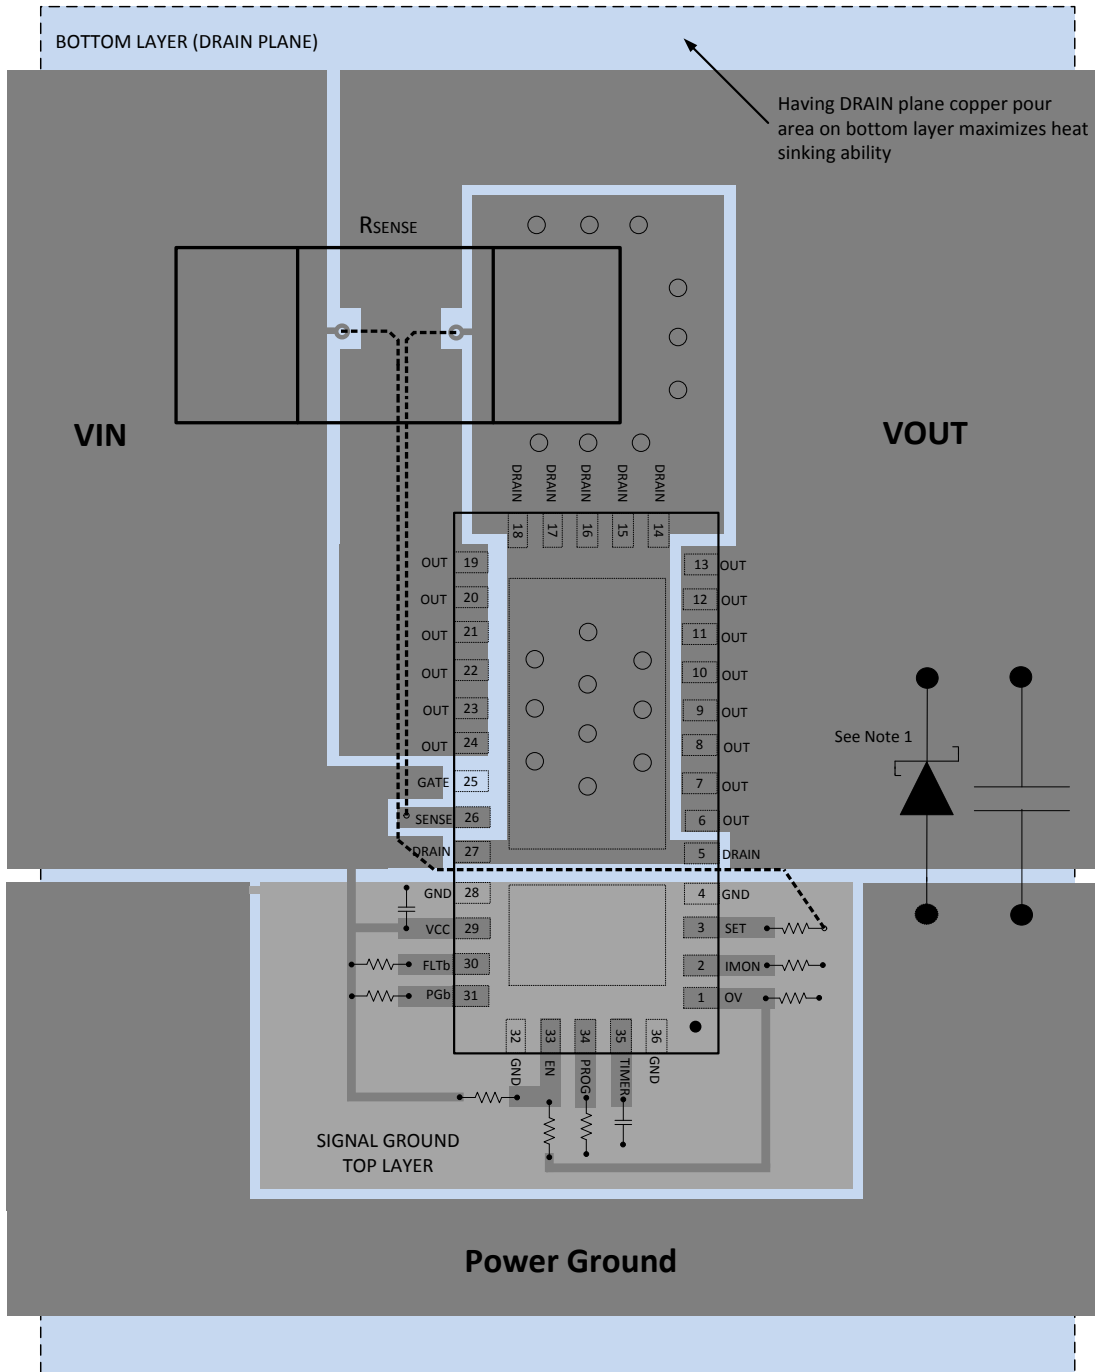 BOTTOM LAYER (DRAIN PLANE)
Having DRAIN plane copper pour
area on bottom layer maximizes heat
sinking ability
RSENSE
VIN
VOUT
DRAIN
DRAIN
DRAIN
DRAIN
DRAIN
18
17
16
15
14
OUT 19
13 OUT
OUT 20
12 OUT
OUT 21
11 OUT
OUT 22
10 OUT
OUT 23
9 OUT
OUT 24
8 OUT
See Note 1
GATE 25
7 OUT
SENSE 26
6 OUT
DRAIN 27
5 DRAIN
GND 28
4 GND
VCC 29
3 SET
FLTb 30
2 IMON
PGb 31
1 OV
32
33
34
35
36
GND
EN
PROG
TIMER
GND
SIGNAL GROUND
TOP LAYER
Power Ground